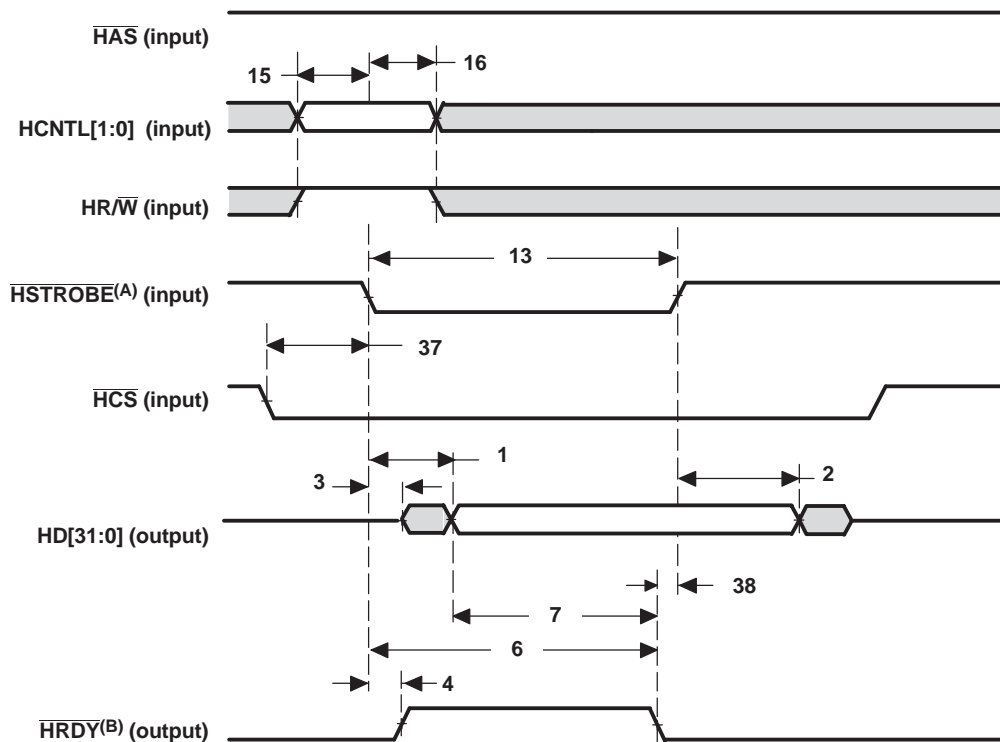 HAS (input)
15
16
HCNTL[1:0] (input)
HR/W (input)
13
HSTROBE(A) (input)
37
HCS (input)
1
3
2
HD[31:0] (output)
38
7
6
4
HRDY(B) (output)